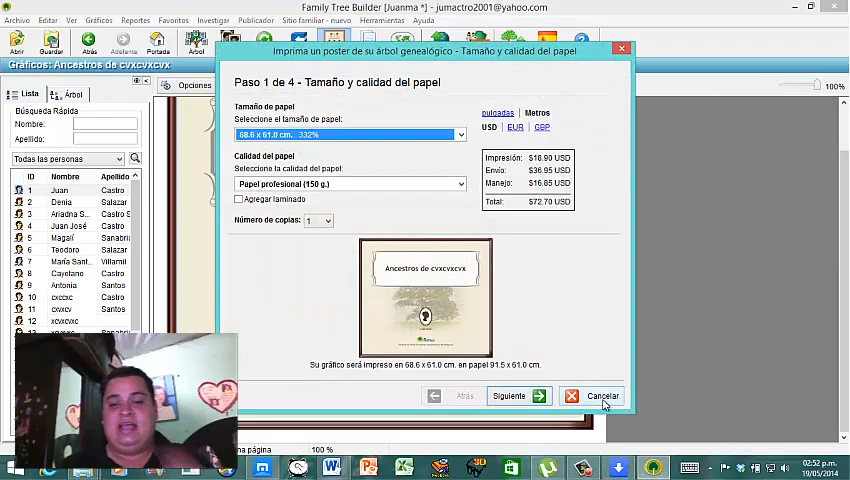 Family Tree Builder (Juanma *) - jumactro2001@yahoo.com
Archivo Ir Ver Gráficos Reportes Favoritos Investigar Publicador Sitio familiar - nuevo Herramientas Ayuda
Abrir Guardar Atrás Adelante Portada Árbol
Gráficos: Ancestros de cvxcvxcvx
Lista Árbol
Opciones
100%
Búsqueda Rápida
Nombre:
Apellido:
Todas las personas
ID Nombre Apellido
1 Juan Castro
2 Denia Salazar
3 Ariadna S... Castro
4 Juan José Castro
5 Magalí Sanabria
6 Teodoro Salazar
7 María Sant... Villamil
8 Cayetano Castro
9 Antonia Santos
10 cxccxc Castro
11 cxvxcv Santos
12 xcvxcvxc
Imprima un poster de su árbol genealógico - Tamaño y calidad del papel
Paso 1 de 4 - Tamaño y calidad del papel
Tamaño de papel
Seleccione el tamaño de papel:
68.6 x 61.0 cm. 332%
Calidad del papel
Seleccione la calidad del papel:
Papel profesional (150 g.)
Agregar laminado
Número de copias: 1
pulgadas | Metros
USD | EUR | GBP
Impresión: $18.90 USD
Envío: $36.95 USD
Manejo: $16.85 USD
Total: $72.70 USD
Ancestros de cvxcvxcvx
Su gráfico será impreso en 68.6 x 61.0 cm. en papel 91.5 x 61.0 cm.
Atrás Siguiente Cancelar
página 100 %
02:52 p.m.
19/05/2014